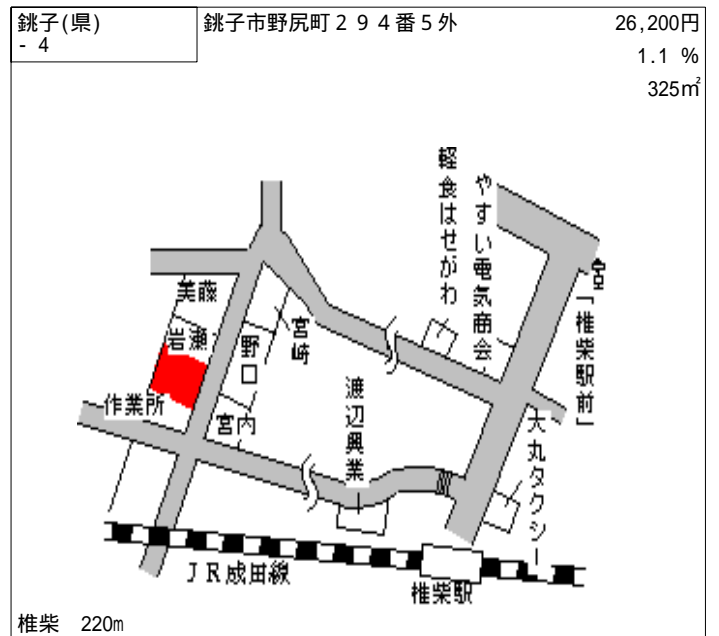 銚子(県)
- 4
銚子市野尻町２９４番5外
26,200円
1.1 %
325㎡
軽食はせがわ
やすい電気商会
「椎柴駅前」
美藤
岩瀬
宮崎
野口
作業所
宮内
渡辺興業
大丸タクシー
ＪＲ成田線
椎柴駅
椎柴 220m